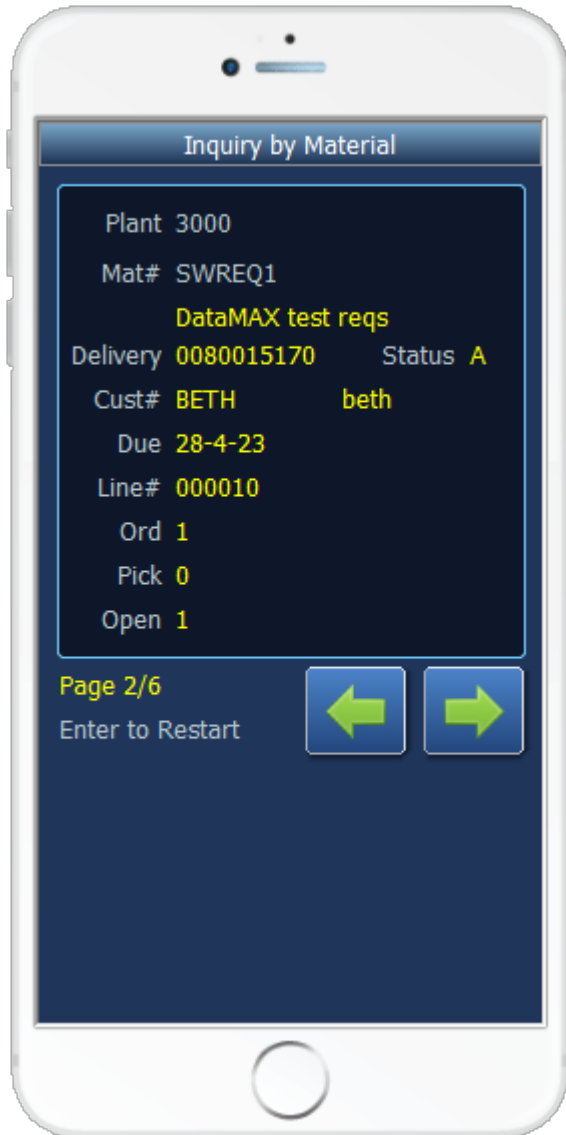 Inquiry by Material
Plant 3000
Mat# SWREQ1
DataMAX test reqs
Delivery 0080015170 Status A
Cust# BETH beth
Due 28-4-23
Line# 000010
Ord 1
Pick 0
Open 1
Page 2/6
Enter to Restart